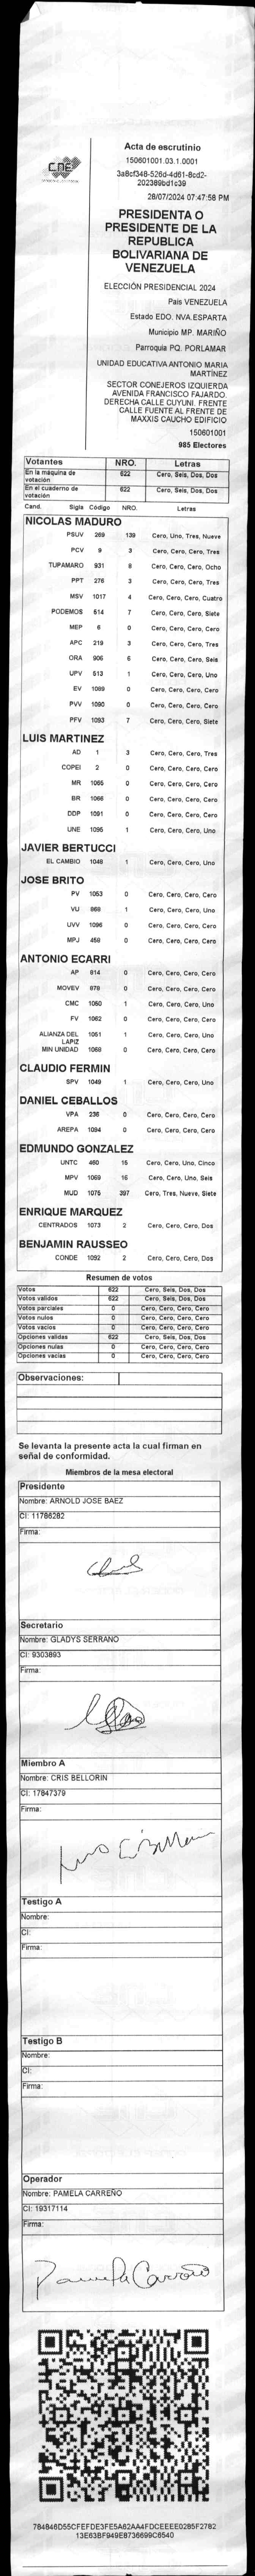 CNE
Acta de escrutinio
150601001.03.1.0001
3a8cf348-526d-4d61-8cd2-
202389bd1c39
28/07/2024 07:47:58 PM
PRESIDENTA O
PRESIDENTE DE LA
REPUBLICA
BOLIVARIANA DE
VENEZUELA
ELECCIÓN PRESIDENCIAL 2024
País VENEZUELA
Estado EDO. NVA.ESPARTA
Municipio MP. MARIÑO
Parroquia PQ. PORLAMAR
UNIDAD EDUCATIVA ANTONIO MARIA
MARTÍNEZ
SECTOR CONEJEROS IZQUIERDA
AVENIDA FRANCISCO FAJARDO.
DERECHA CALLE CUYUNI. FRENTE
CALLE FUENTE AL FRENTE DE
MAXXIS CAUCHO EDIFICIO
150601001
985 Electores
Votantes NRO. Letras
En la máquina de votación 622 Cero, Seis, Dos, Dos
En el cuaderno de votación 622 Cero, Seis, Dos, Dos
Cand. Sigla Código NRO. Letras
NICOLAS MADURO
PSUV 269 139 Cero, Uno, Tres, Nueve
PCV 9 3 Cero, Cero, Cero, Tres
TUPAMARO 931 8 Cero, Cero, Cero, Ocho
PPT 276 3 Cero, Cero, Cero, Tres
MSV 1017 4 Cero, Cero, Cero, Cuatro
PODEMOS 614 7 Cero, Cero, Cero, Siete
MEP 6 0 Cero, Cero, Cero, Cero
APC 219 3 Cero, Cero, Cero, Tres
ORA 906 6 Cero, Cero, Cero, Seis
UPV 513 1 Cero, Cero, Cero, Uno
EV 1089 0 Cero, Cero, Cero, Cero
PVV 1090 0 Cero, Cero, Cero, Cero
PFV 1093 7 Cero, Cero, Cero, Siete
LUIS MARTINEZ
AD 1 3 Cero, Cero, Cero, Tres
COPEI 2 0 Cero, Cero, Cero, Cero
MR 1065 0 Cero, Cero, Cero, Cero
BR 1066 0 Cero, Cero, Cero, Cero
DDP 1091 0 Cero, Cero, Cero, Cero
UNE 1095 1 Cero, Cero, Cero, Uno
JAVIER BERTUCCI
EL CAMBIO 1048 1 Cero, Cero, Cero, Uno
JOSE BRITO
PV 1053 0 Cero, Cero, Cero, Cero
VU 868 1 Cero, Cero, Cero, Uno
UVV 1096 0 Cero, Cero, Cero, Cero
MPJ 458 0 Cero, Cero, Cero, Cero
ANTONIO ECARRI
AP 814 0 Cero, Cero, Cero, Cero
MOVEV 878 0 Cero, Cero, Cero, Cero
CMC 1050 1 Cero, Cero, Cero, Uno
FV 1062 0 Cero, Cero, Cero, Cero
ALIANZA DEL LAPIZ 1051 1 Cero, Cero, Cero, Uno
MIN UNIDAD 1068 0 Cero, Cero, Cero, Cero
CLAUDIO FERMIN
SPV 1049 1 Cero, Cero, Cero, Uno
DANIEL CEBALLOS
VPA 236 0 Cero, Cero, Cero, Cero
AREPA 1094 0 Cero, Cero, Cero, Cero
EDMUNDO GONZALEZ
UNTC 460 15 Cero, Cero, Uno, Cinco
MPV 1069 16 Cero, Cero, Uno, Seis
MUD 1075 397 Cero, Tres, Nueve, Siete
ENRIQUE MARQUEZ
CENTRADOS 1073 2 Cero, Cero, Cero, Dos
BENJAMIN RAUSSEO
CONDE 1092 2 Cero, Cero, Cero, Dos
Resumen de votos
Votos 622 Cero, Seis, Dos, Dos
Votos validos 622 Cero, Seis, Dos, Dos
Votos parciales 0 Cero, Cero, Cero, Cero
Votos nulos 0 Cero, Cero, Cero, Cero
Votos vacios 0 Cero, Cero, Cero, Cero
Opciones validas 622 Cero, Seis, Dos, Dos
Opciones nulas 0 Cero, Cero, Cero, Cero
Opciones vacias 0 Cero, Cero, Cero, Cero
Observaciones:
Se levanta la presente acta la cual firman en
señal de conformidad.
Miembros de la mesa electoral
Presidente
Nombre: ARNOLD JOSE BAEZ
CI: 11786282
Firma:
Secretario
Nombre: GLADYS SERRANO
CI: 9303893
Firma:
Miembro A
Nombre: CRIS BELLORIN
CI: 17847379
Firma:
Testigo A
Nombre:
CI:
Firma:
Testigo B
Nombre:
CI:
Firma:
Operador
Nombre: PAMELA CARREÑO
CI: 19317114
Firma:
Pamela Carreño
784846D55CFEFDE3FE5A62AA4FDCEEEE0285F2782
13E63BF949E8736699C6540